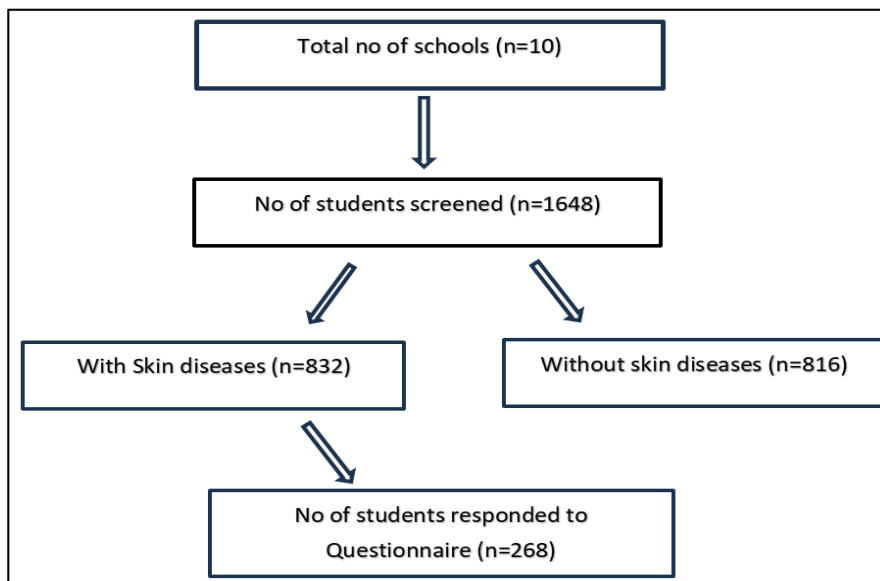 Total no of schools (n=10)
No of students screened (n=1648)
With Skin diseases (n=832)
Without skin diseases (n=816)
No of students responded to
Questionnaire (n=268)